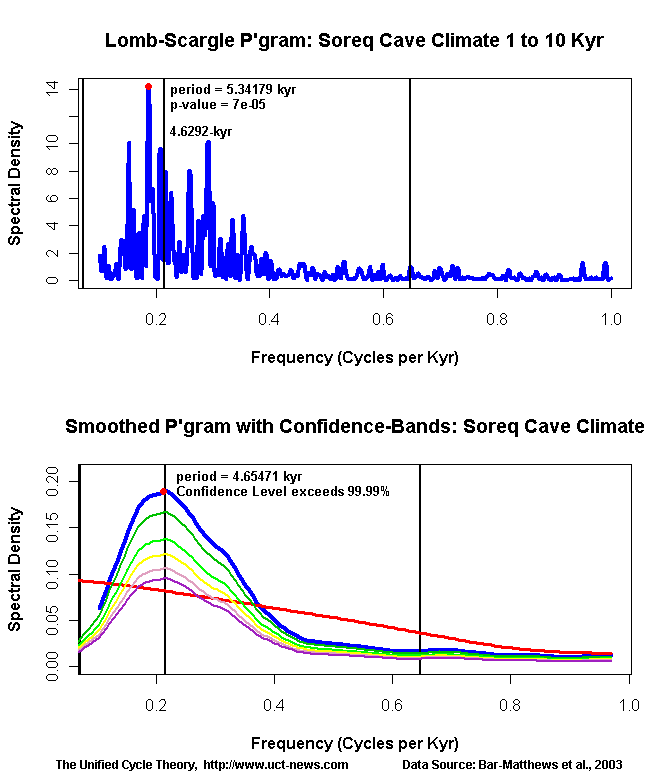 Lomb-Scargle P'gram: Soreq Cave Climate 1 to 10 Kyr
period = 5.34179 kyr
p-value = 7e-05
4.6292-kyr
Spectral Density
14
10
8
6
4
2
0
0.2 0.4 0.6 0.8 1.0
Frequency (Cycles per Kyr)
Smoothed P'gram with Confidence-Bands: Soreq Cave Climate
period = 4.65471 kyr
Confidence Level exceeds 99.99%
Spectral Density
0.20
0.15
0.10
0.05
0.00
0.2 0.4 0.6 0.8 1.0
Frequency (Cycles per Kyr)
The Unified Cycle Theory, http://www.uct-news.com Data Source: Bar-Matthews et al., 2003